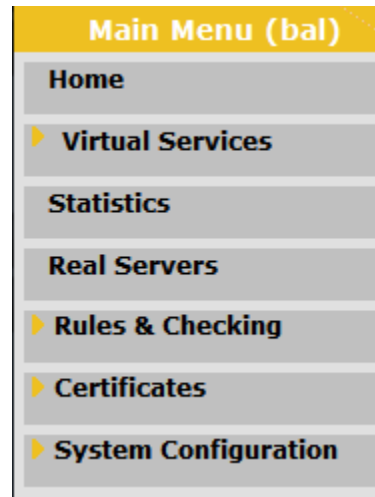 Main Menu (bal)
Home
Virtual Services
Statistics
Real Servers
Rules & Checking
Certificates
System Configuration